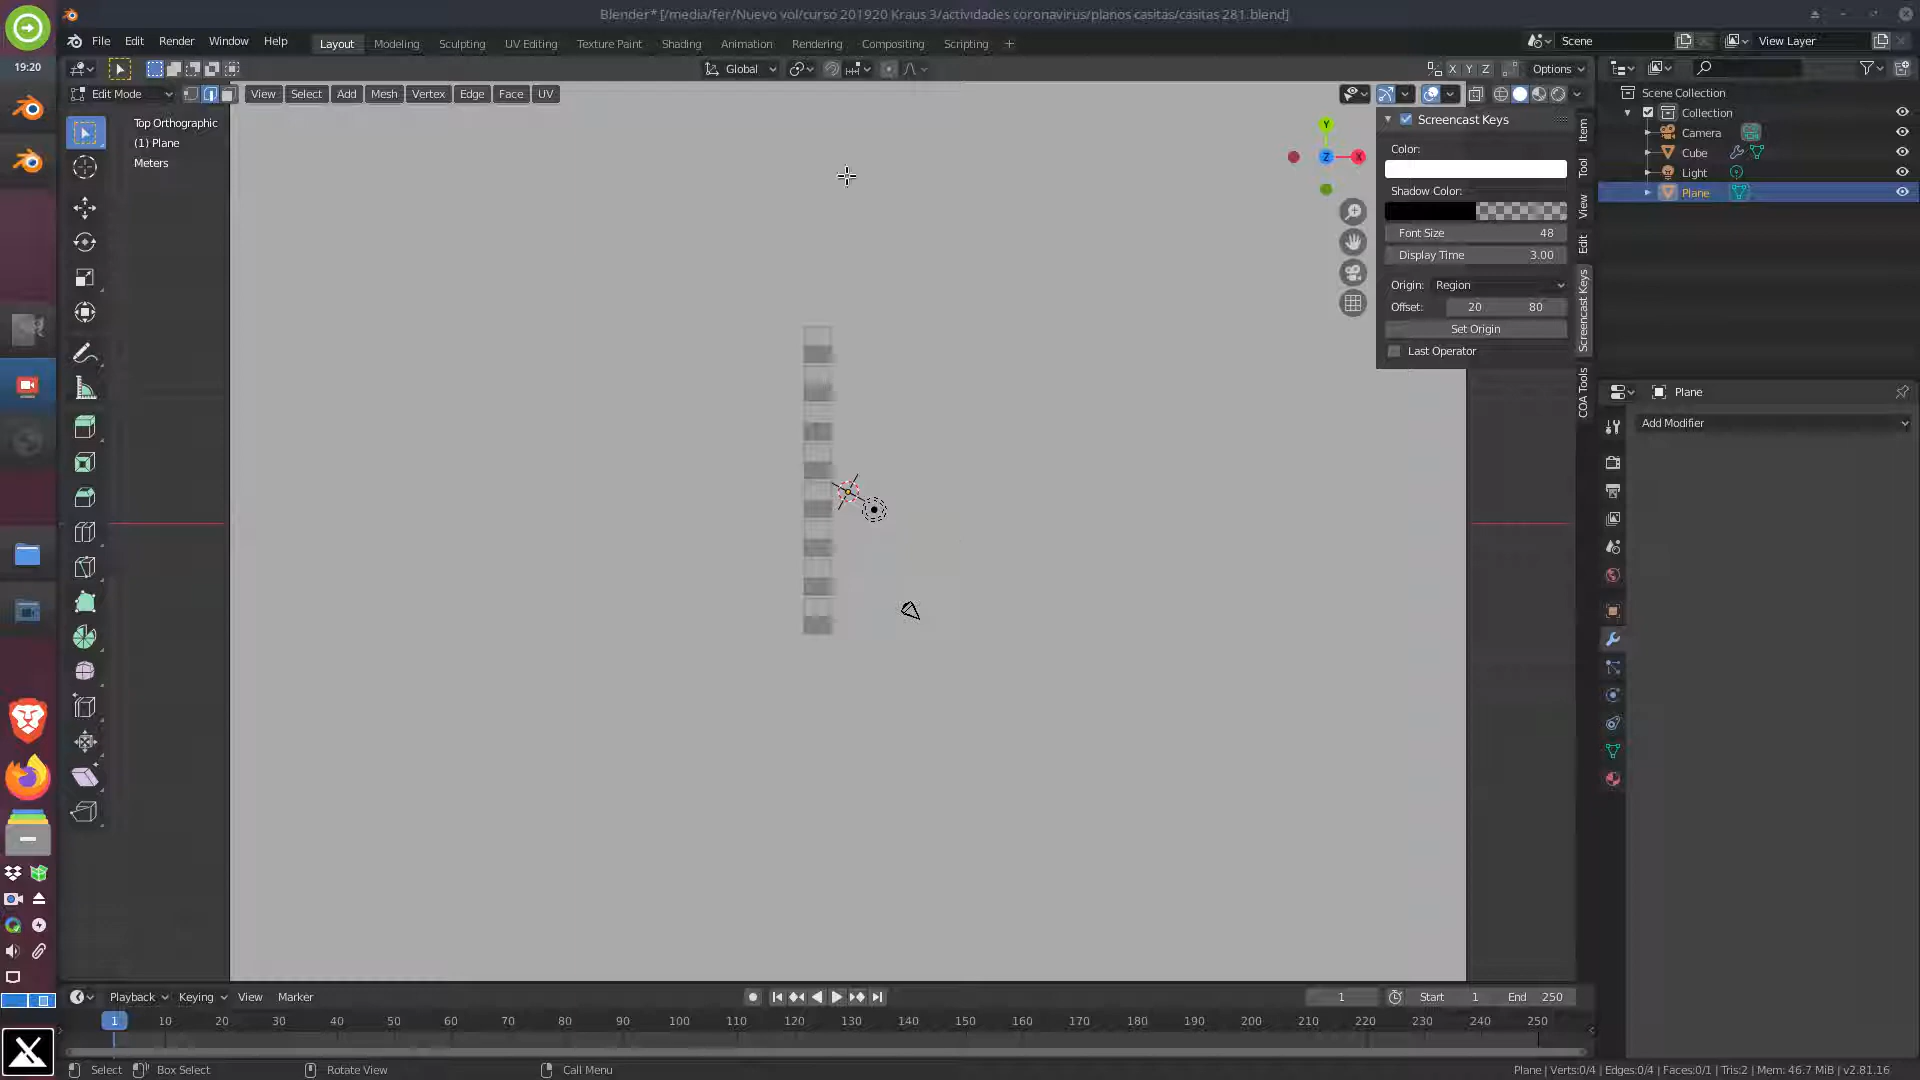 Blender* [/media/fer/Nuevo vol/curso 201920 Kraus 3/actividades coronavirus/planos casitas/casitas 281.blend]
File Edit Render Window Help
Layout Modeling Sculpting UV Editing Texture Paint Shading Animation Rendering Compositing Scripting +
Scene
View Layer
19:20
Global
X Y Z Options
Edit Mode View Select Add Mesh Vertex Edge Face UV
Top Orthographic
(1) Plane
Meters
Y
Z
X
Screencast Keys
Color:
Shadow Color:
Font Size 48
Display Time 3.00
Origin: Region
Offset: 20 80
Set Origin
Last Operator
Item
Tool
View
Edit
Screencast Keys
COA Tools
Scene Collection
Collection
Camera
Cube
Light
Plane
Plane
Add Modifier
Playback Keying View Marker
1 Start 1 End 250
1 10 20 30 40 50 60 70 80 90 100 110 120 130 140 150 160 170 180 190 200 210 220 230 240 250
Select Box Select Rotate View Call Menu
Plane | Verts:0/4 | Edges:0/4 | Faces:0/1 | Tris:2 | Mem: 46.7 MiB | v2.81.16